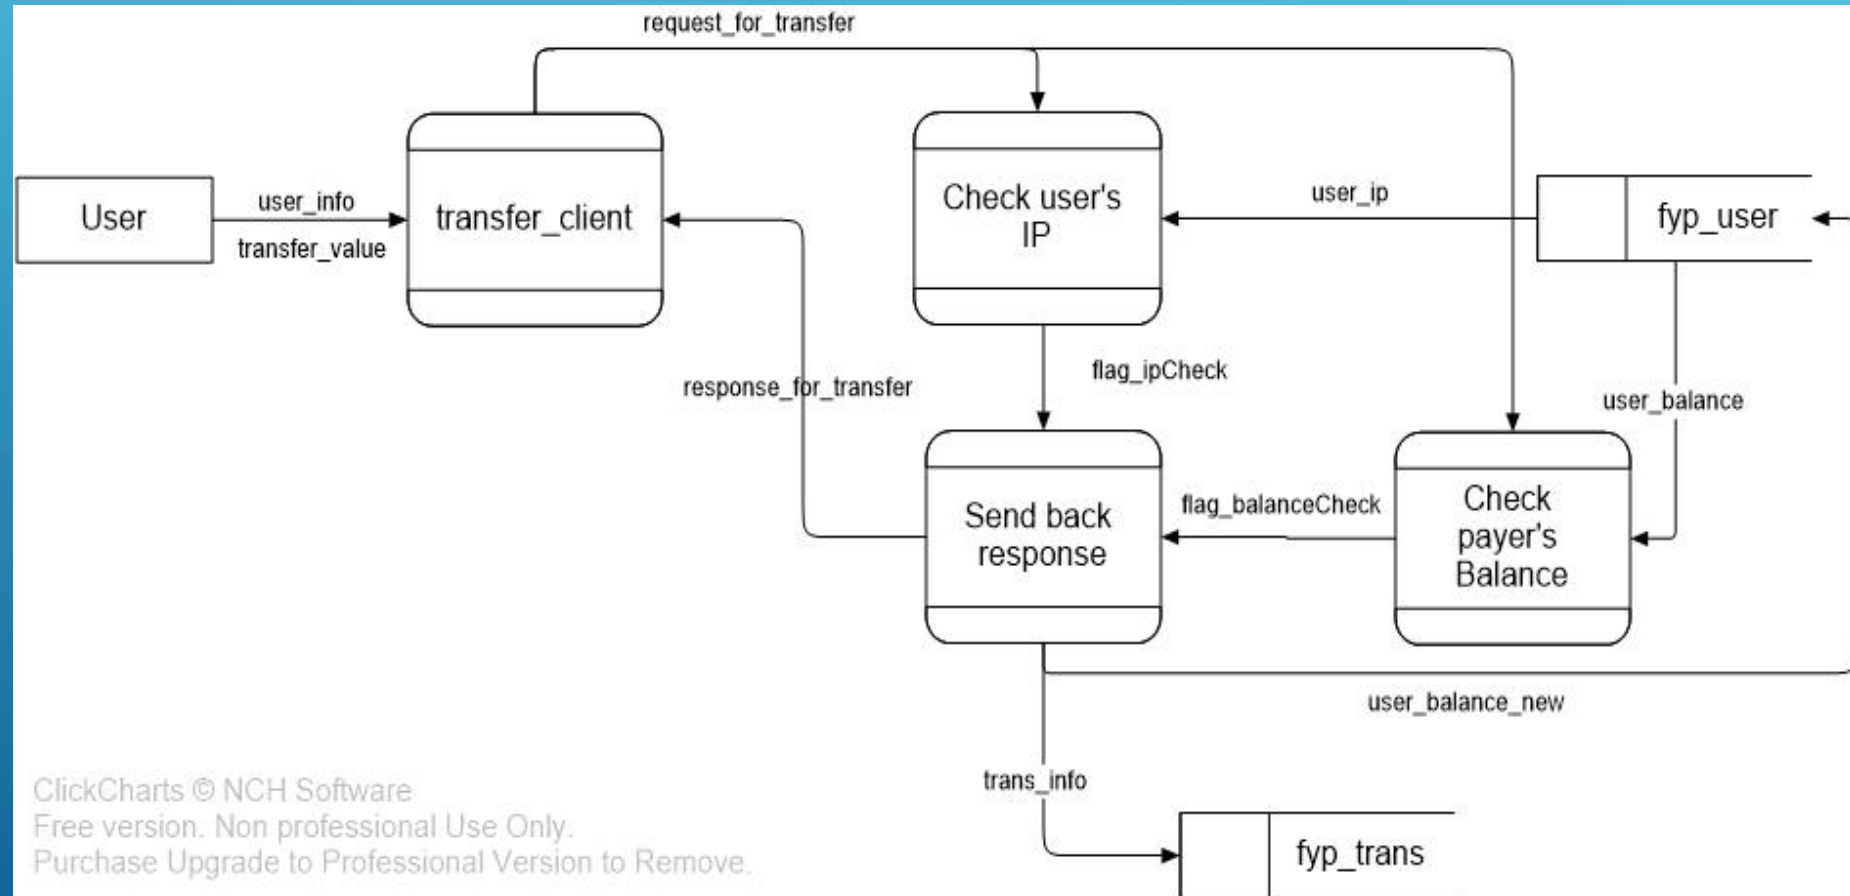 request_for_transfer
User
user_info
transfer_value
transfer_client
Check user's
IP
user_ip
fyp_user
response_for_transfer
flag_ipCheck
user_balance
Send back
response
flag_balanceCheck
Check
payer's
Balance
user_balance_new
trans_info
fyp_trans
ClickCharts © NCH Software
Free version. Non professional Use Only.
Purchase Upgrade to Professional Version to Remove.